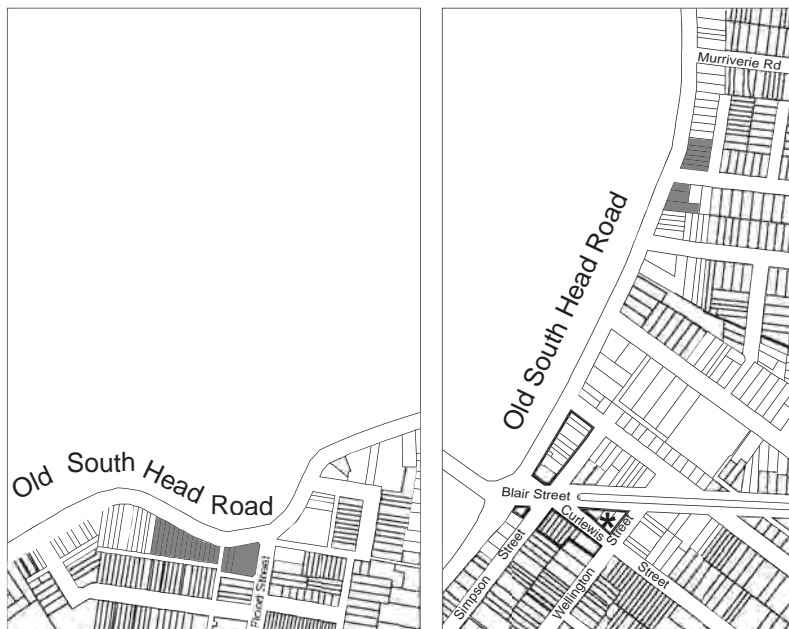 Old South Head Road
Flood Street
Murriverie Rd
Old South Head Road
Blair Street
Curlewis Street
Simpson Street
Wellington Street